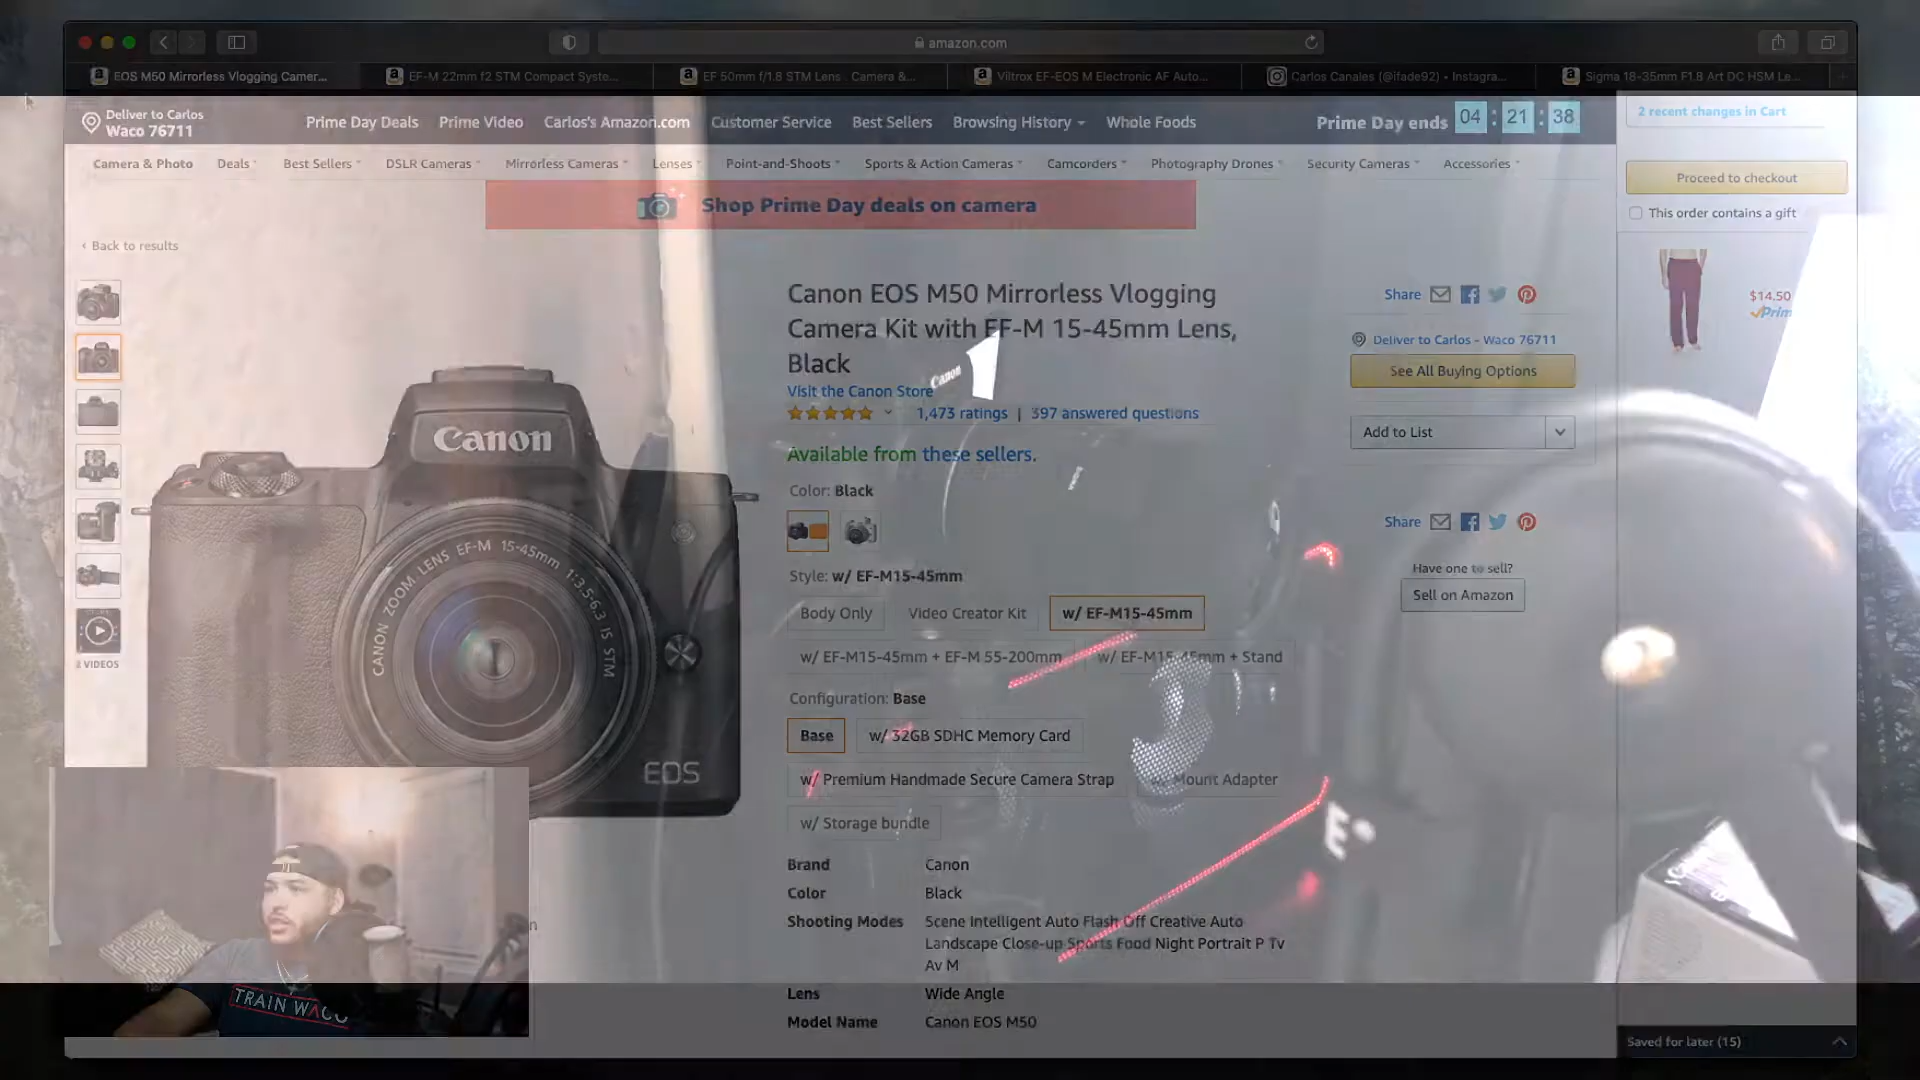 amazon.com
EOS M50 Mirrorless Vlogging Camer...
EF-M 22mm f2 STM Compact Syste...
EF 50mm f/1.8 STM Lens . Camera &...
Viltrox EF-EOS M Electronic AF Auto...
Carlos Canales (@ifade92) • Instagra...
Sigma 18-35mm F1.8 Art DC HSM Le...
Deliver to Carlos
Waco 76711
Prime Day Deals
Prime Video
Carlos's Amazon.com
Customer Service
Best Sellers
Browsing History
Whole Foods
Prime Day ends 04 : 21 : 38
2 recent changes in Cart
Camera & Photo
Deals
Best Sellers
DSLR Cameras
Mirrorless Cameras
Lenses
Point-and-Shoots
Sports & Action Cameras
Camcorders
Photography Drones
Security Cameras
Accessories
Proceed to checkout
This order contains a gift
Shop Prime Day deals on camera
‹ Back to results
Canon EOS M50 Mirrorless Vlogging
Camera Kit with EF-M 15-45mm Lens,
Black
Visit the Canon Store
1,473 ratings | 397 answered questions
Available from these sellers.
Color: Black
Style: w/ EF-M15-45mm
Body Only
Video Creator Kit
w/ EF-M15-45mm
w/ EF-M15-45mm + EF-M 55-200mm
w/ EF-M15-45mm + Stand
Configuration: Base
Base
w/ 32GB SDHC Memory Card
w/ Premium Handmade Secure Camera Strap
w/ Mount Adapter
w/ Storage bundle
Brand Canon
Color Black
Shooting Modes Scene Intelligent Auto Flash Off Creative Auto
Landscape Close-up Sports Food Night Portrait P Tv
Av M
Lens Wide Angle
Model Name Canon EOS M50
Share
Deliver to Carlos - Waco 76711
See All Buying Options
Add to List
Share
Have one to sell?
Sell on Amazon
$14.50
Prim
Saved for later (15)
2 VIDEOS
Canon
CANON ZOOM LENS EF-M 15-45mm 1:3.5-6.3 IS STM
EOS
Canon
TRAIN WACO